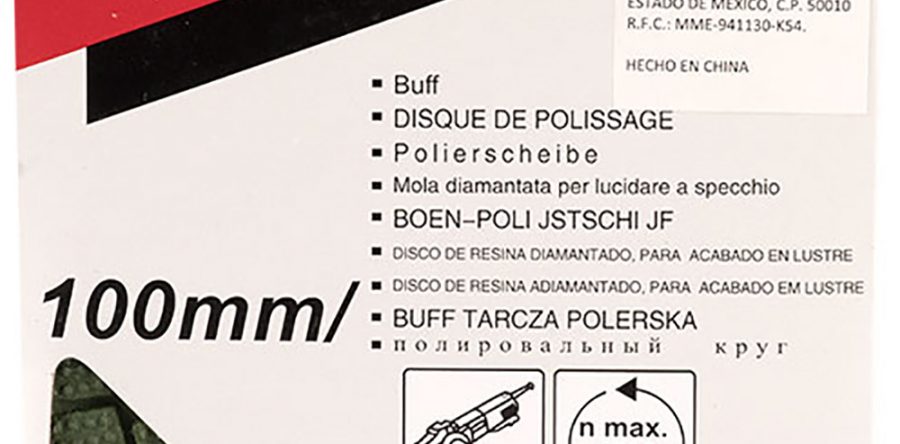 ESTADO DE MEXICO, C.P. 50010
R.F.C.: MME-941130-K54.
HECHO EN CHINA
▪ Buff
▪ DISQUE DE POLISSAGE
▪ Polierscheibe
▪ Mola diamantata per lucidare a specchio
▪ BOEN-POLI JSTSCHI JF
▪ DISCO DE RESINA DIAMANTADO, PARA ACABADO EN LUSTRE
▪ DISCO DE RESINA ADIAMANTADO, PARA ACABADO EM LUSTRE
▪ BUFF TARCZA POLERSKA
▪ полировальный круг
100mm/
n max.